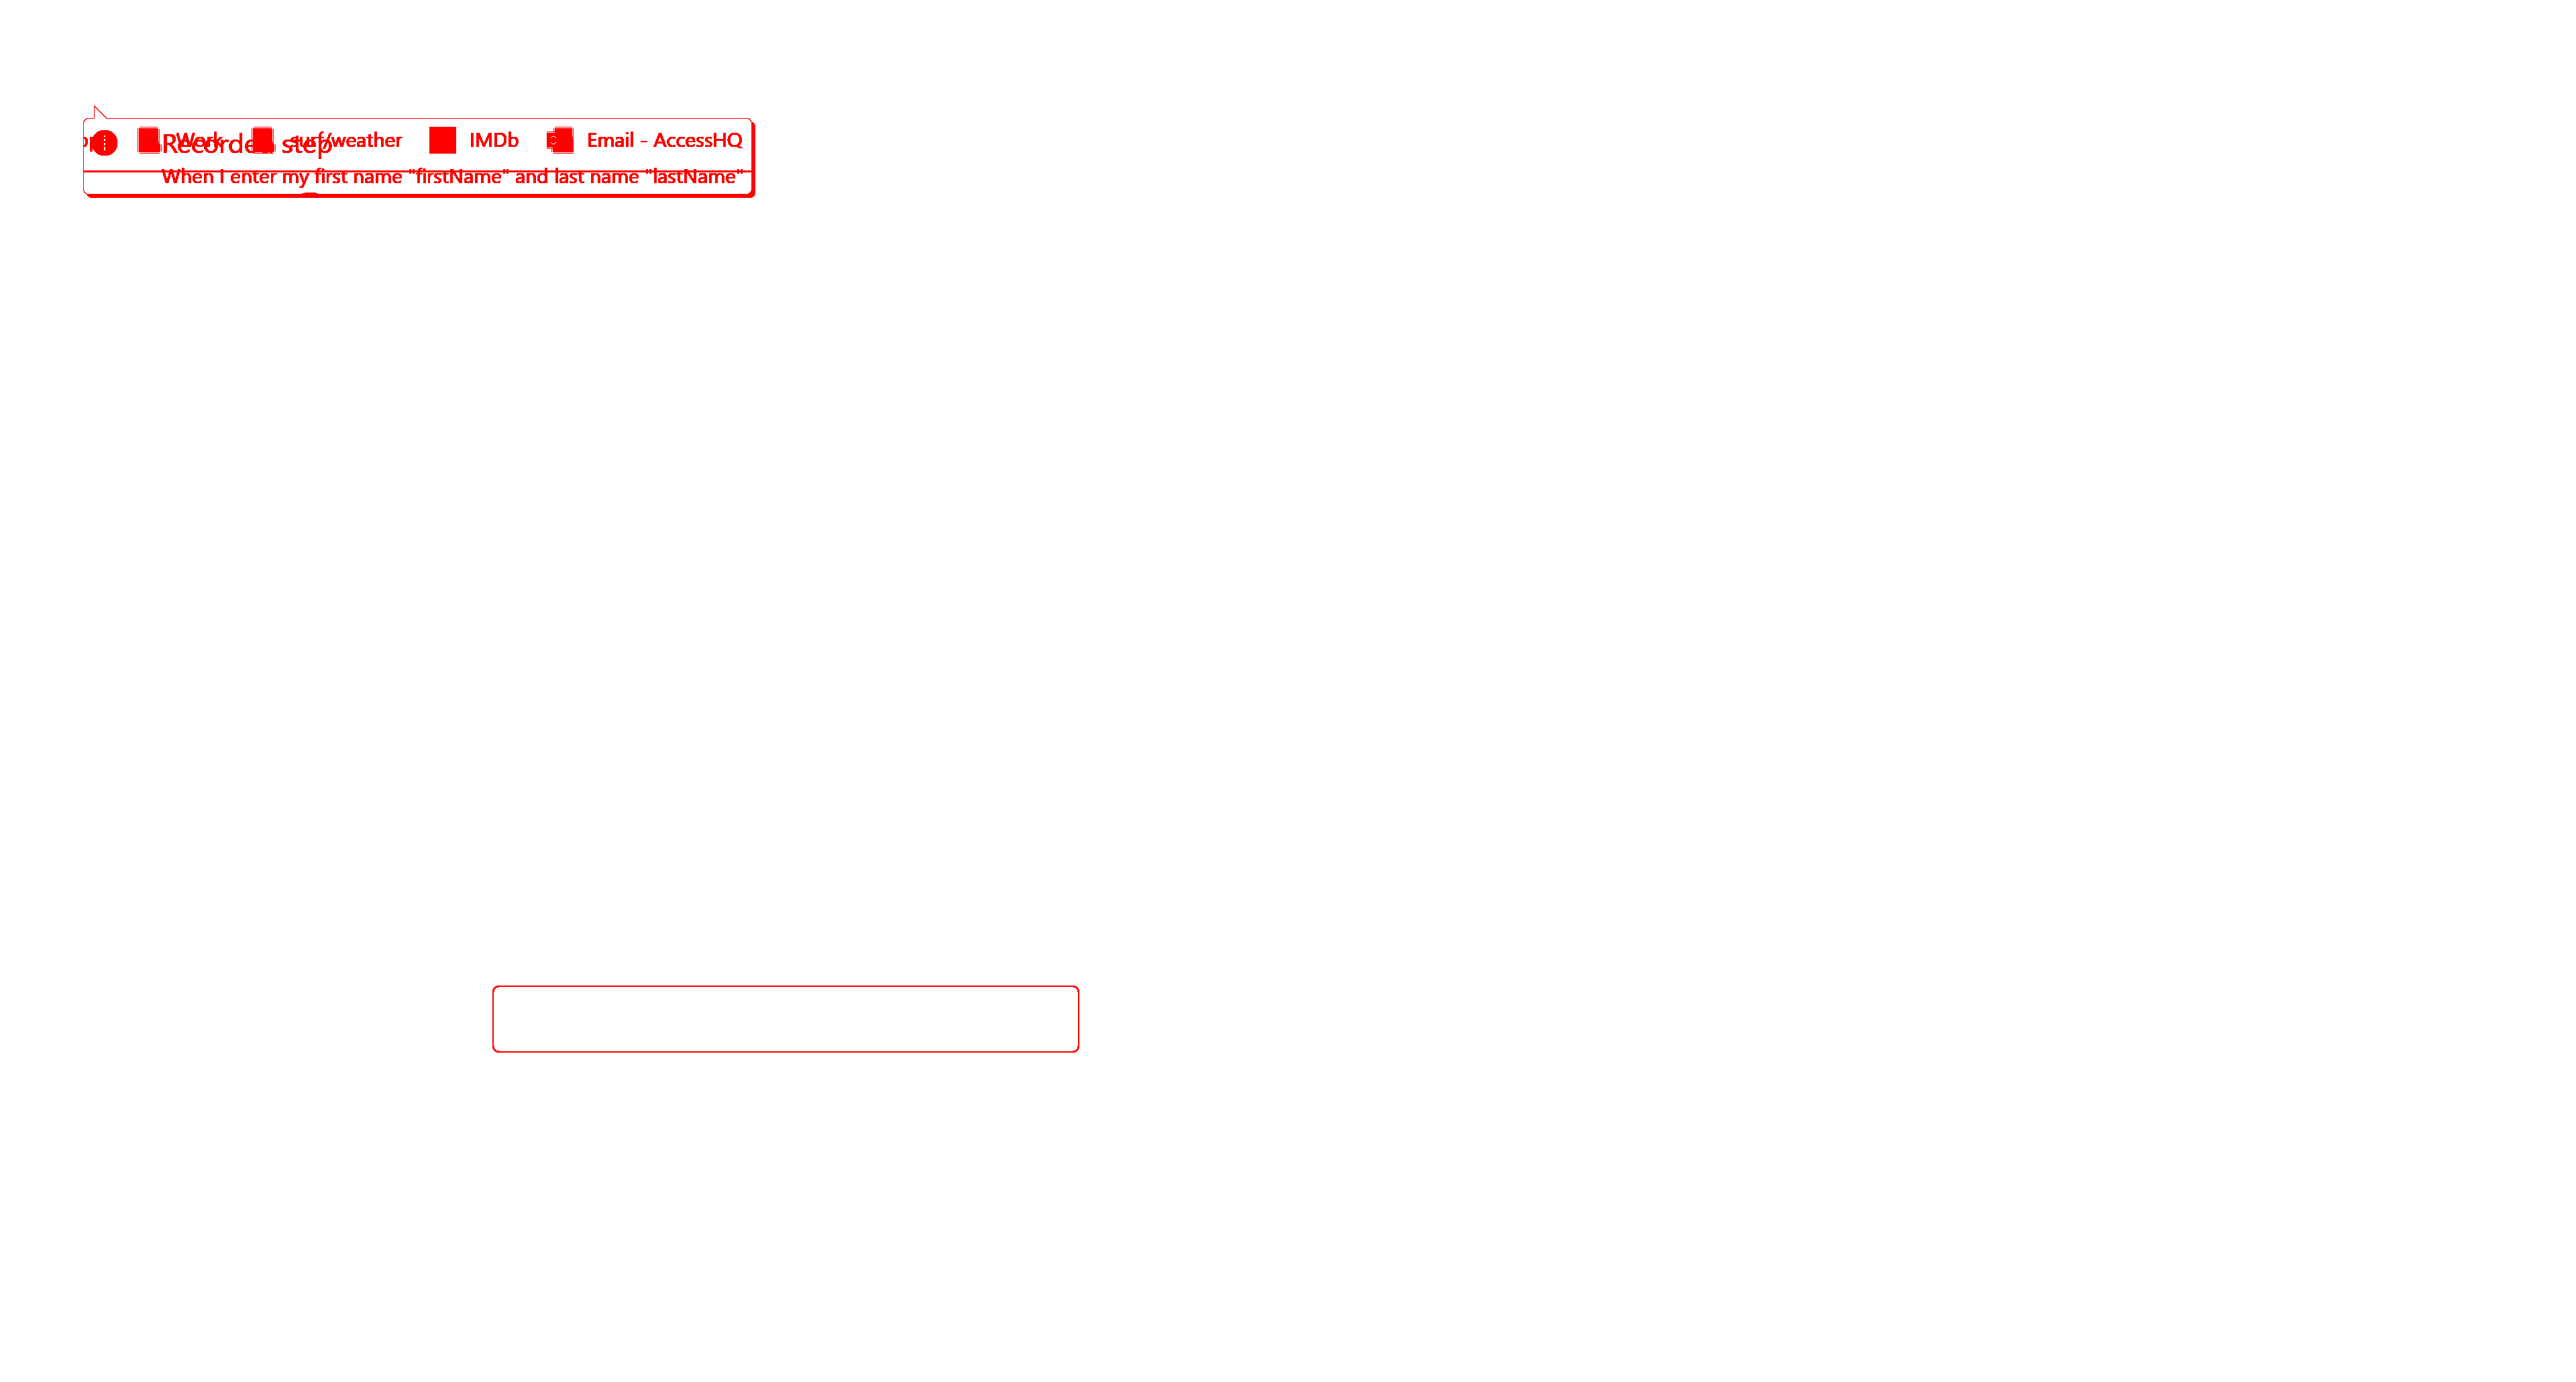 Work surf/weather IMDb Email - AccessHQ
Recorded step
When I enter my first name "firstName" and last name "lastName"